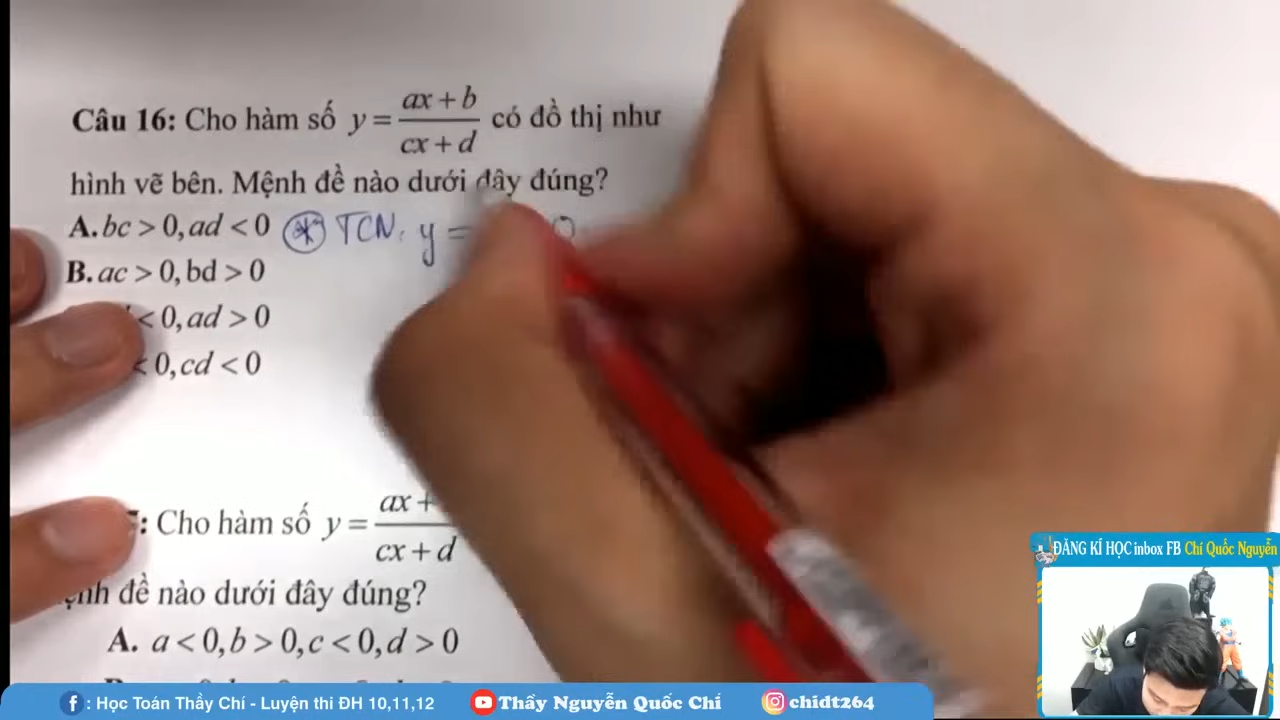 Câu 16: Cho hàm số y = ax + b / cx + d có đồ thị như
hình vẽ bên. Mệnh đề nào dưới đây đúng?
A. bc > 0, ad < 0
* TCN: y = 0
B. ac > 0, bd > 0
< 0, ad > 0
< 0, cd < 0
: Cho hàm số y = ax + / cx + d
đề nào dưới đây đúng?
A. a < 0, b > 0, c < 0, d > 0
ĐĂNG KÍ HỌC inbox FB Chí Quốc Nguyễn
: Học Toán Thầy Chí - Luyện thi ĐH 10,11,12
Thầy Nguyễn Quốc Chí
chidt264